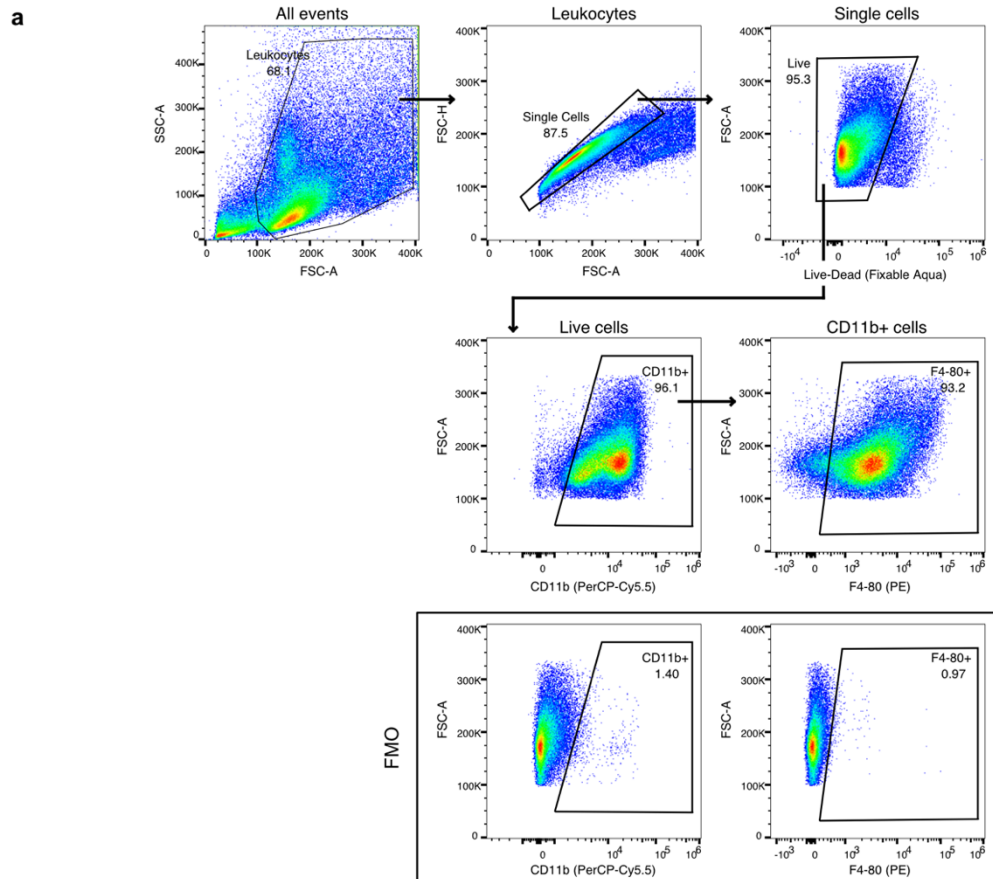 a
All events
Leukocytes
68.1
SSC-A
400K
300K
200K
100K
0
0
100K
200K
300K
400K
FSC-A
Leukocytes
Single Cells
87.5
FSC-H
400K
300K
200K
100K
0
0
100K
200K
300K
400K
FSC-A
Single cells
Live
95.3
FSC-A
400K
300K
200K
100K
0
-10^4
0
10^4
10^5
10^6
Live-Dead (Fixable Aqua)
Live cells
CD11b+
96.1
FSC-A
400K
300K
200K
100K
0
0
10^4
10^5
10^6
CD11b (PerCP-Cy5.5)
CD11b+ cells
F4-80+
93.2
FSC-A
400K
300K
200K
100K
0
-10^3
0
10^3
10^4
10^5
10^6
F4-80 (PE)
FMO
CD11b+
1.40
FSC-A
400K
300K
200K
100K
0
0
10^4
10^5
10^6
CD11b (PerCP-Cy5.5)
F4-80+
0.97
FSC-A
400K
300K
200K
100K
0
-10^3
0
10^3
10^4
10^5
10^6
F4-80 (PE)